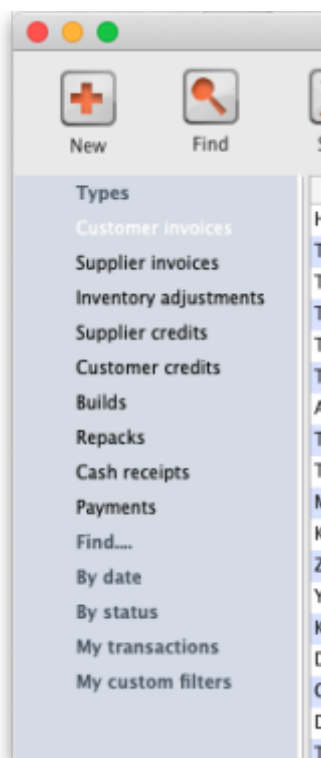 New
Find
Types
Customer invoices
Supplier invoices
Inventory adjustments
Supplier credits
Customer credits
Builds
Repacks
Cash receipts
Payments
Find....
By date
By status
My transactions
My custom filters